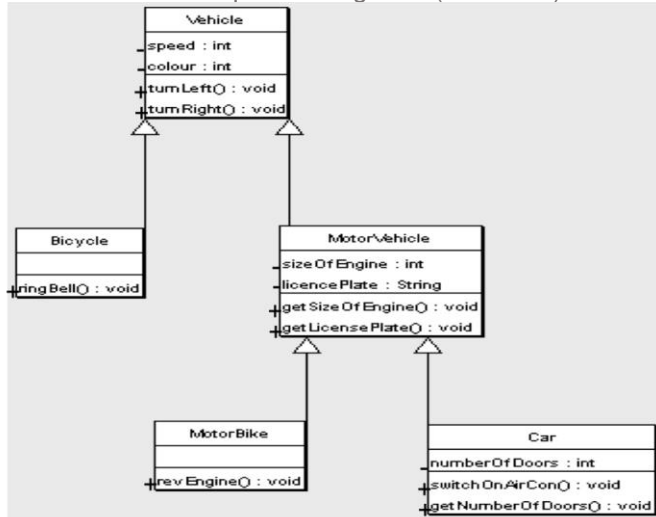 Vehicle
- speed : int
- colour : int
+ turnLeft() : void
+ turnRight() : void
Bicycle
+ ringBell() : void
MotorVehicle
- sizeOfEngine : int
- licencePlate : String
+ getSizeOfEngine() : void
+ getLicensePlate() : void
MotorBike
+ revEngine() : void
Car
- numberOfDoors : int
+ switchOnAirCon() : void
+ getNumberOfDoors() : void